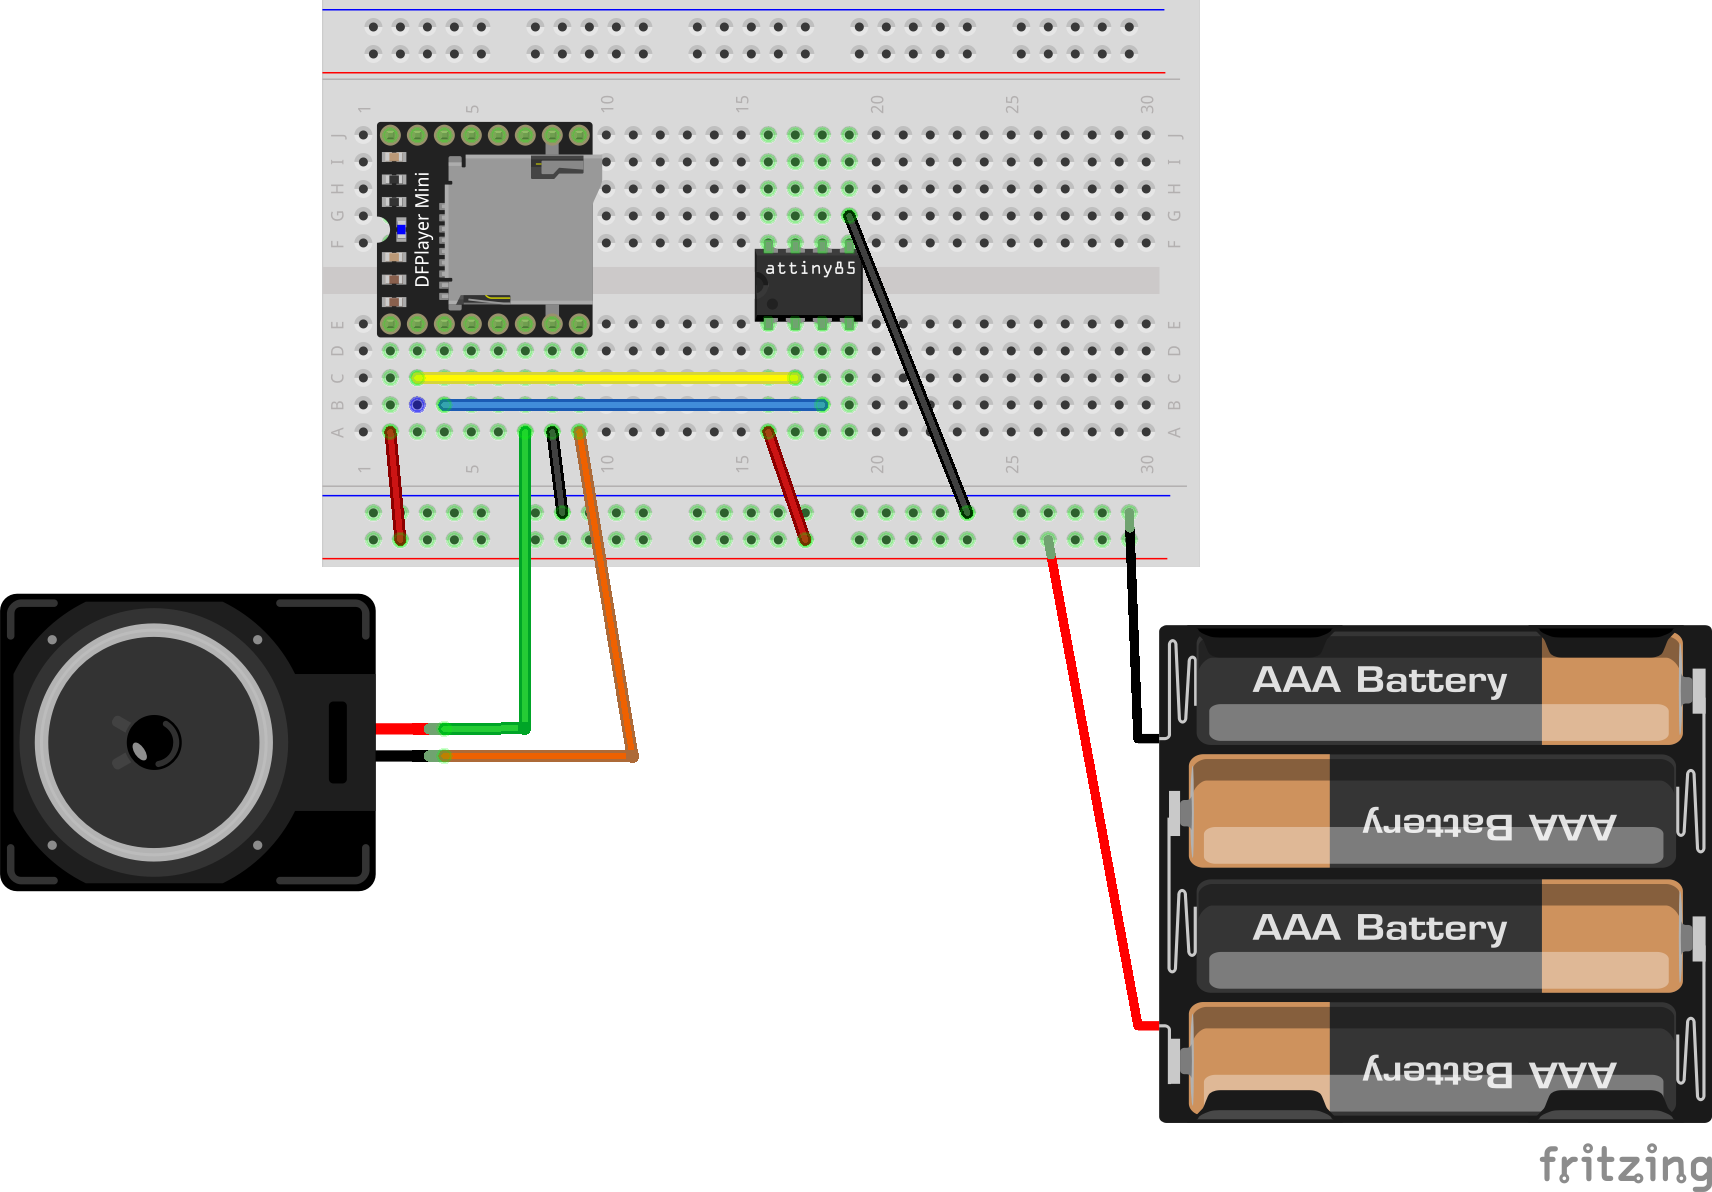 1 5 10 15 20 25 30
J J
I I
H H
G G
F F
DFPlayer Mini
attiny85
E E
D D
C C
B B
A A
1 5 10 15 20 25 30
AAA Battery
AAA Battery
AAA Battery
AAA Battery
fritzing